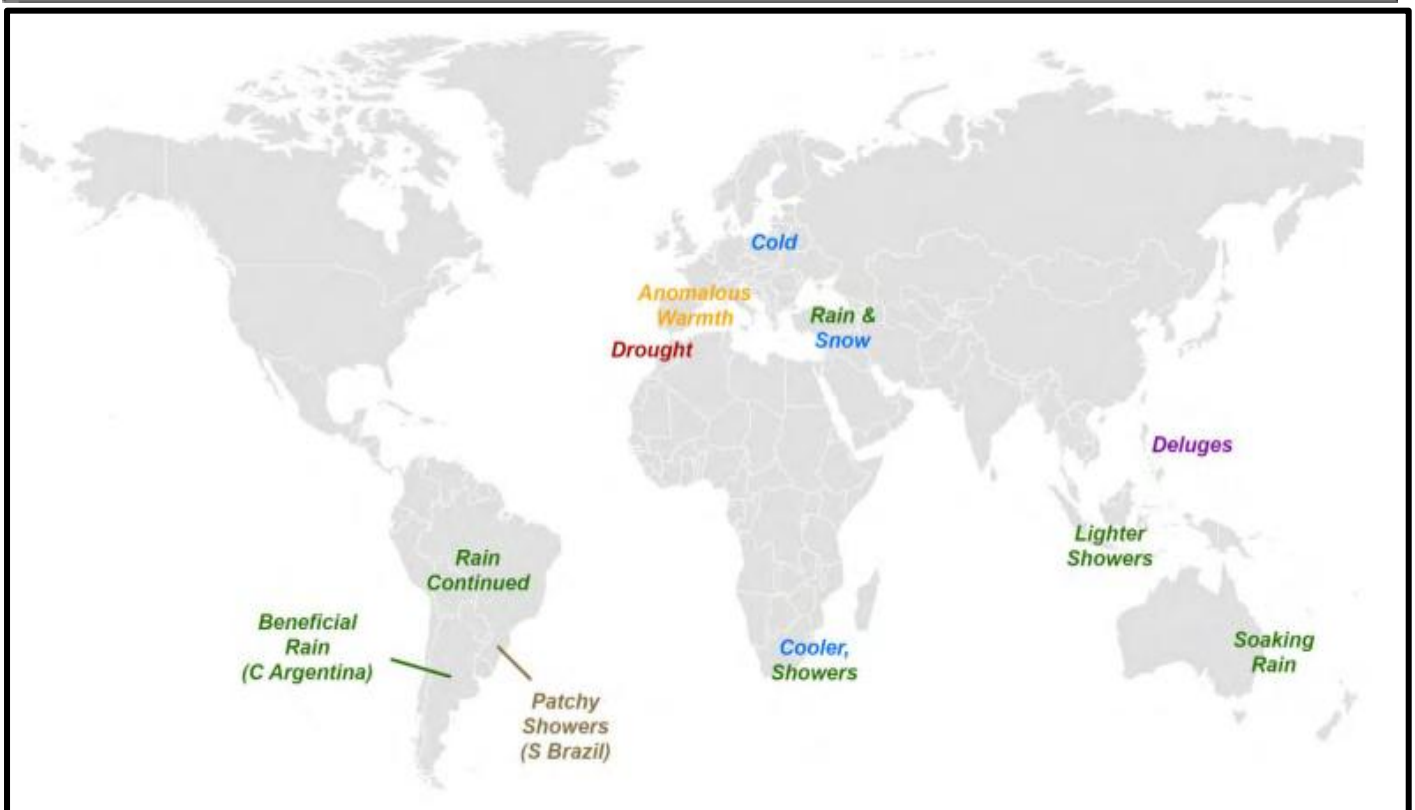 Cold
Anomalous
Warmth
Rain &
Snow
Drought
Deluges
Lighter
Showers
Rain
Continued
Beneficial
Rain
(C Argentina)
Cooler,
Showers
Soaking
Rain
Patchy
Showers
(S Brazil)